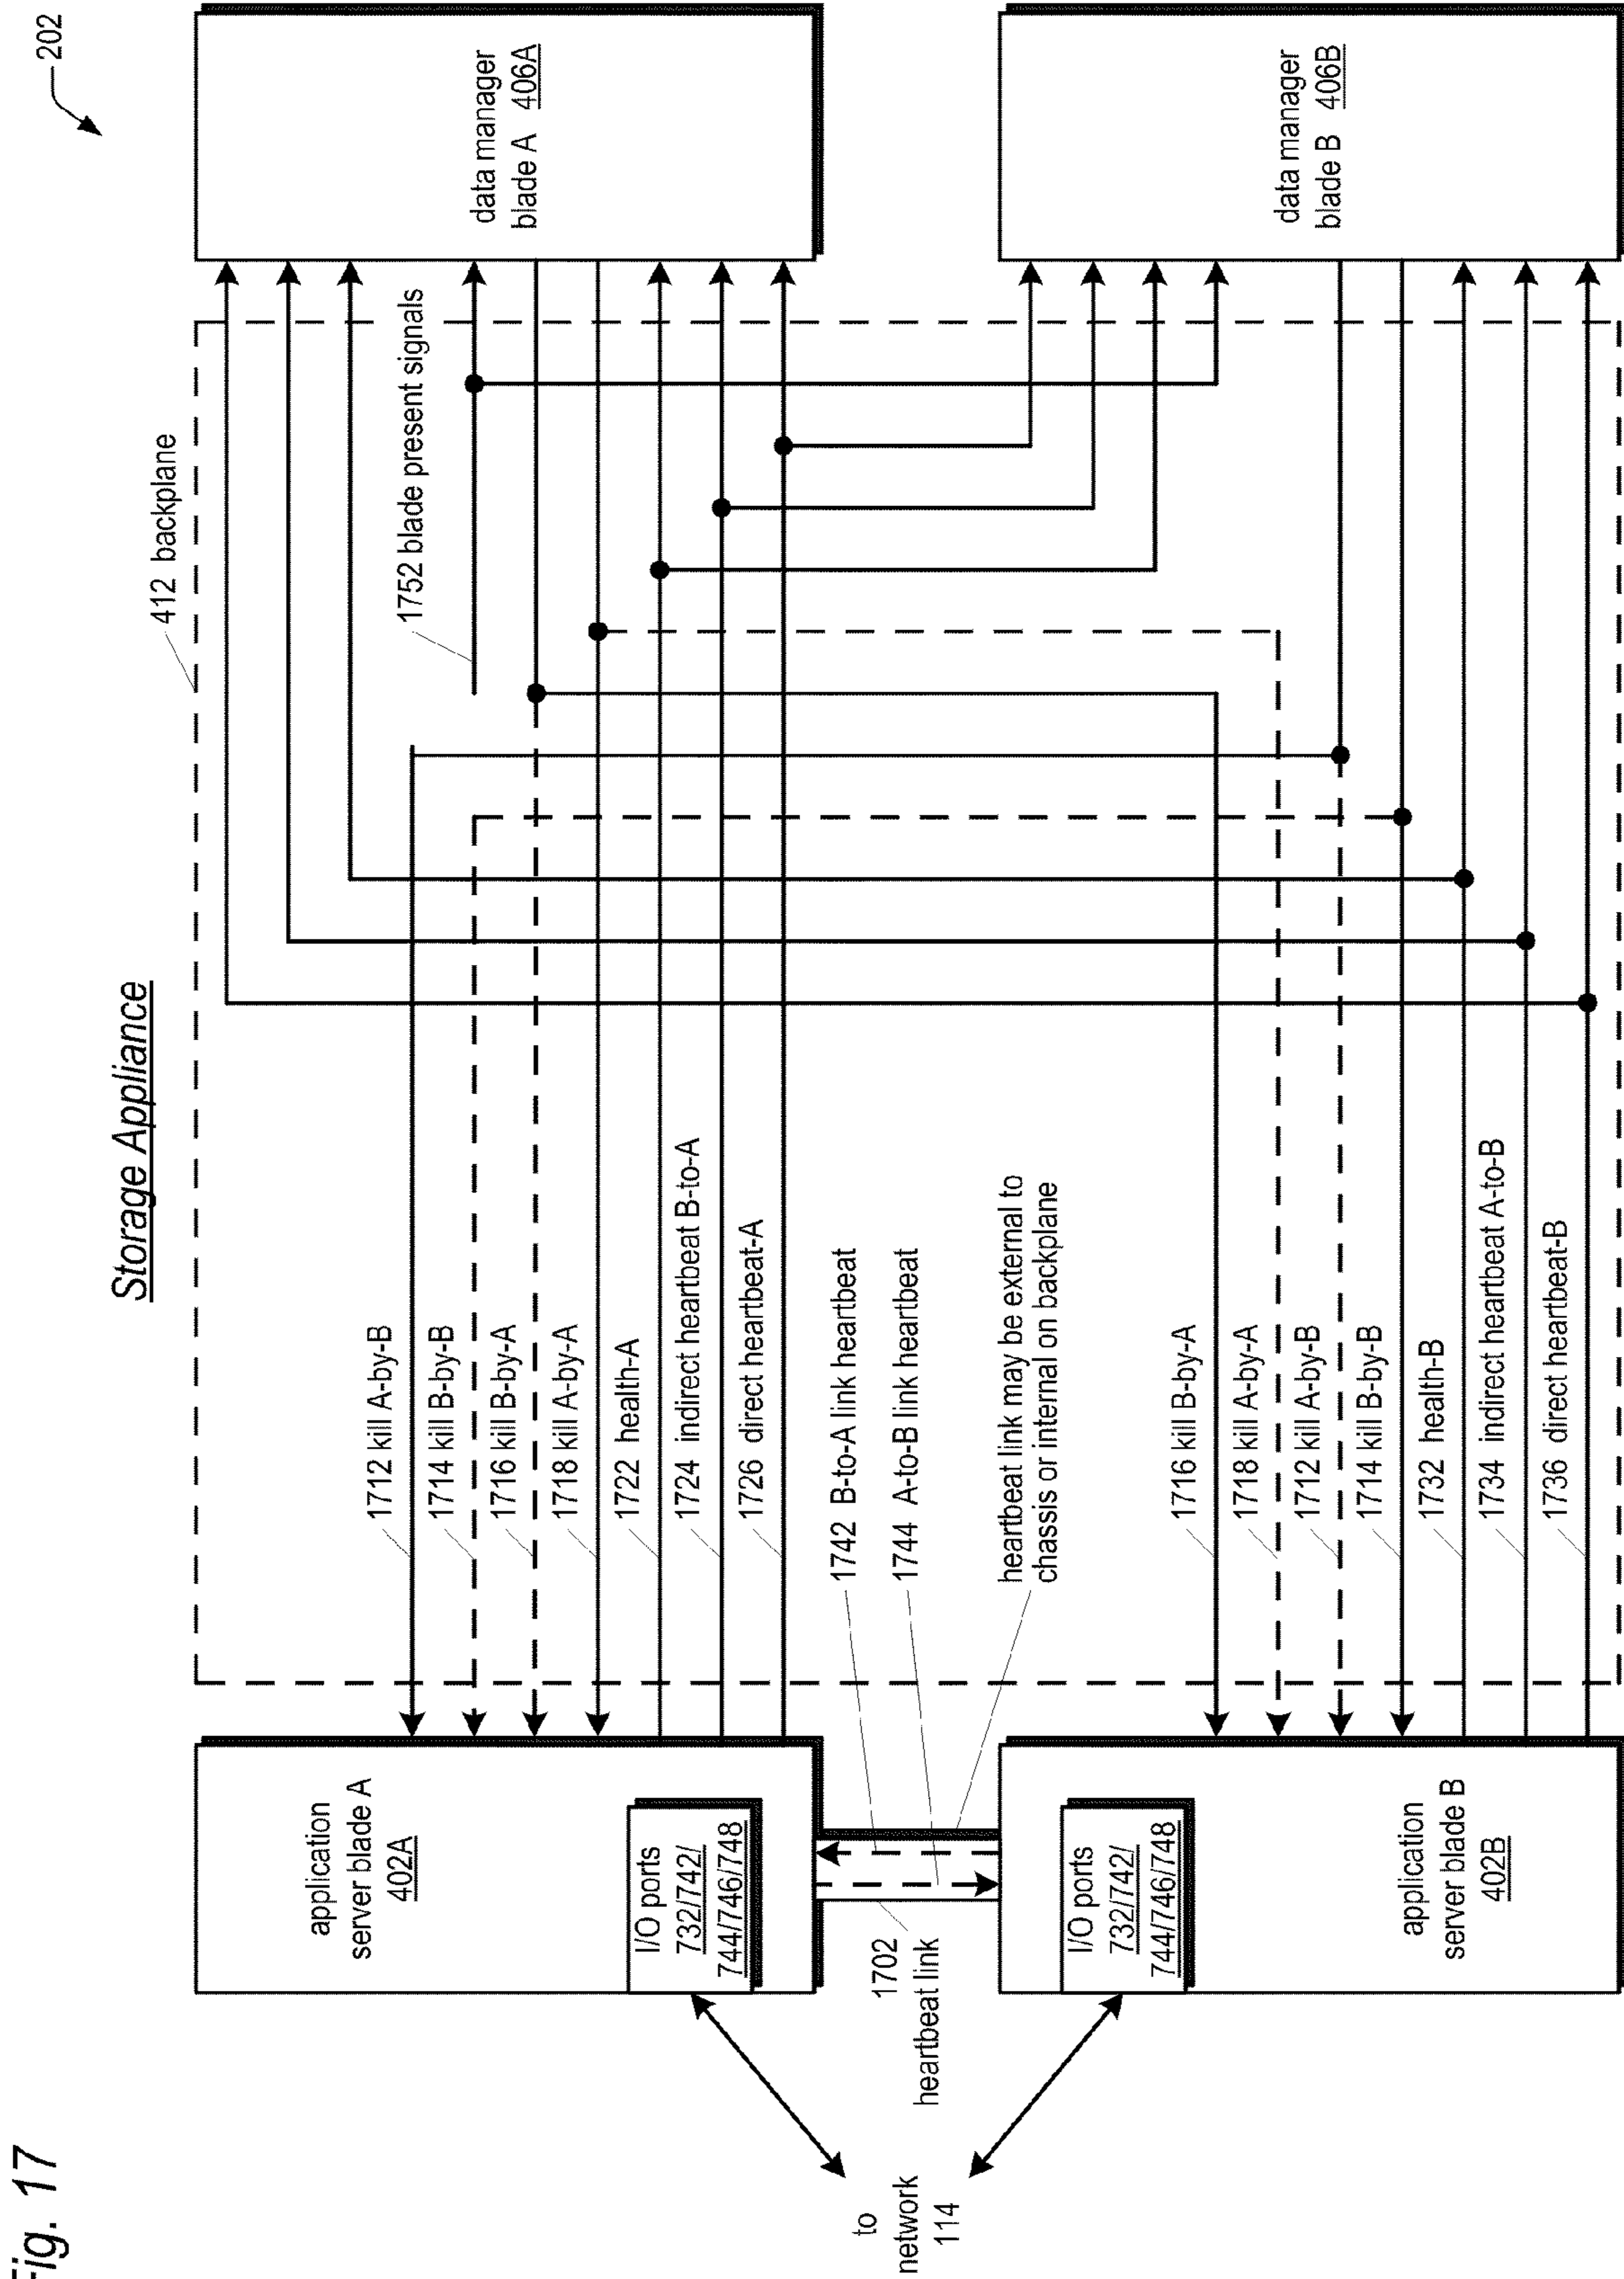 Fig. 17
Storage Appliance
202
412 backplane
application
server blade A
402A
I/O ports
732/742/
744/746/748
1712 kill A-by-B
1714 kill B-by-B
1716 kill B-by-A
1718 kill A-by-A
1722 health-A
1724 indirect heartbeat B-to-A
1726 direct heartbeat-A
1752 blade present signals
data manager
blade A 406A
to
network
114
1702
heartbeat link
1742 B-to-A link heartbeat
1744 A-to-B link heartbeat
heartbeat link may be external to
chassis or internal on backplane
I/O ports
732/742/
744/746/748
application
server blade B
402B
1716 kill B-by-A
1718 kill A-by-A
1712 kill A-by-B
1714 kill B-by-B
1732 health-B
1734 indirect heartbeat A-to-B
1736 direct heartbeat-B
data manager
blade B 406B